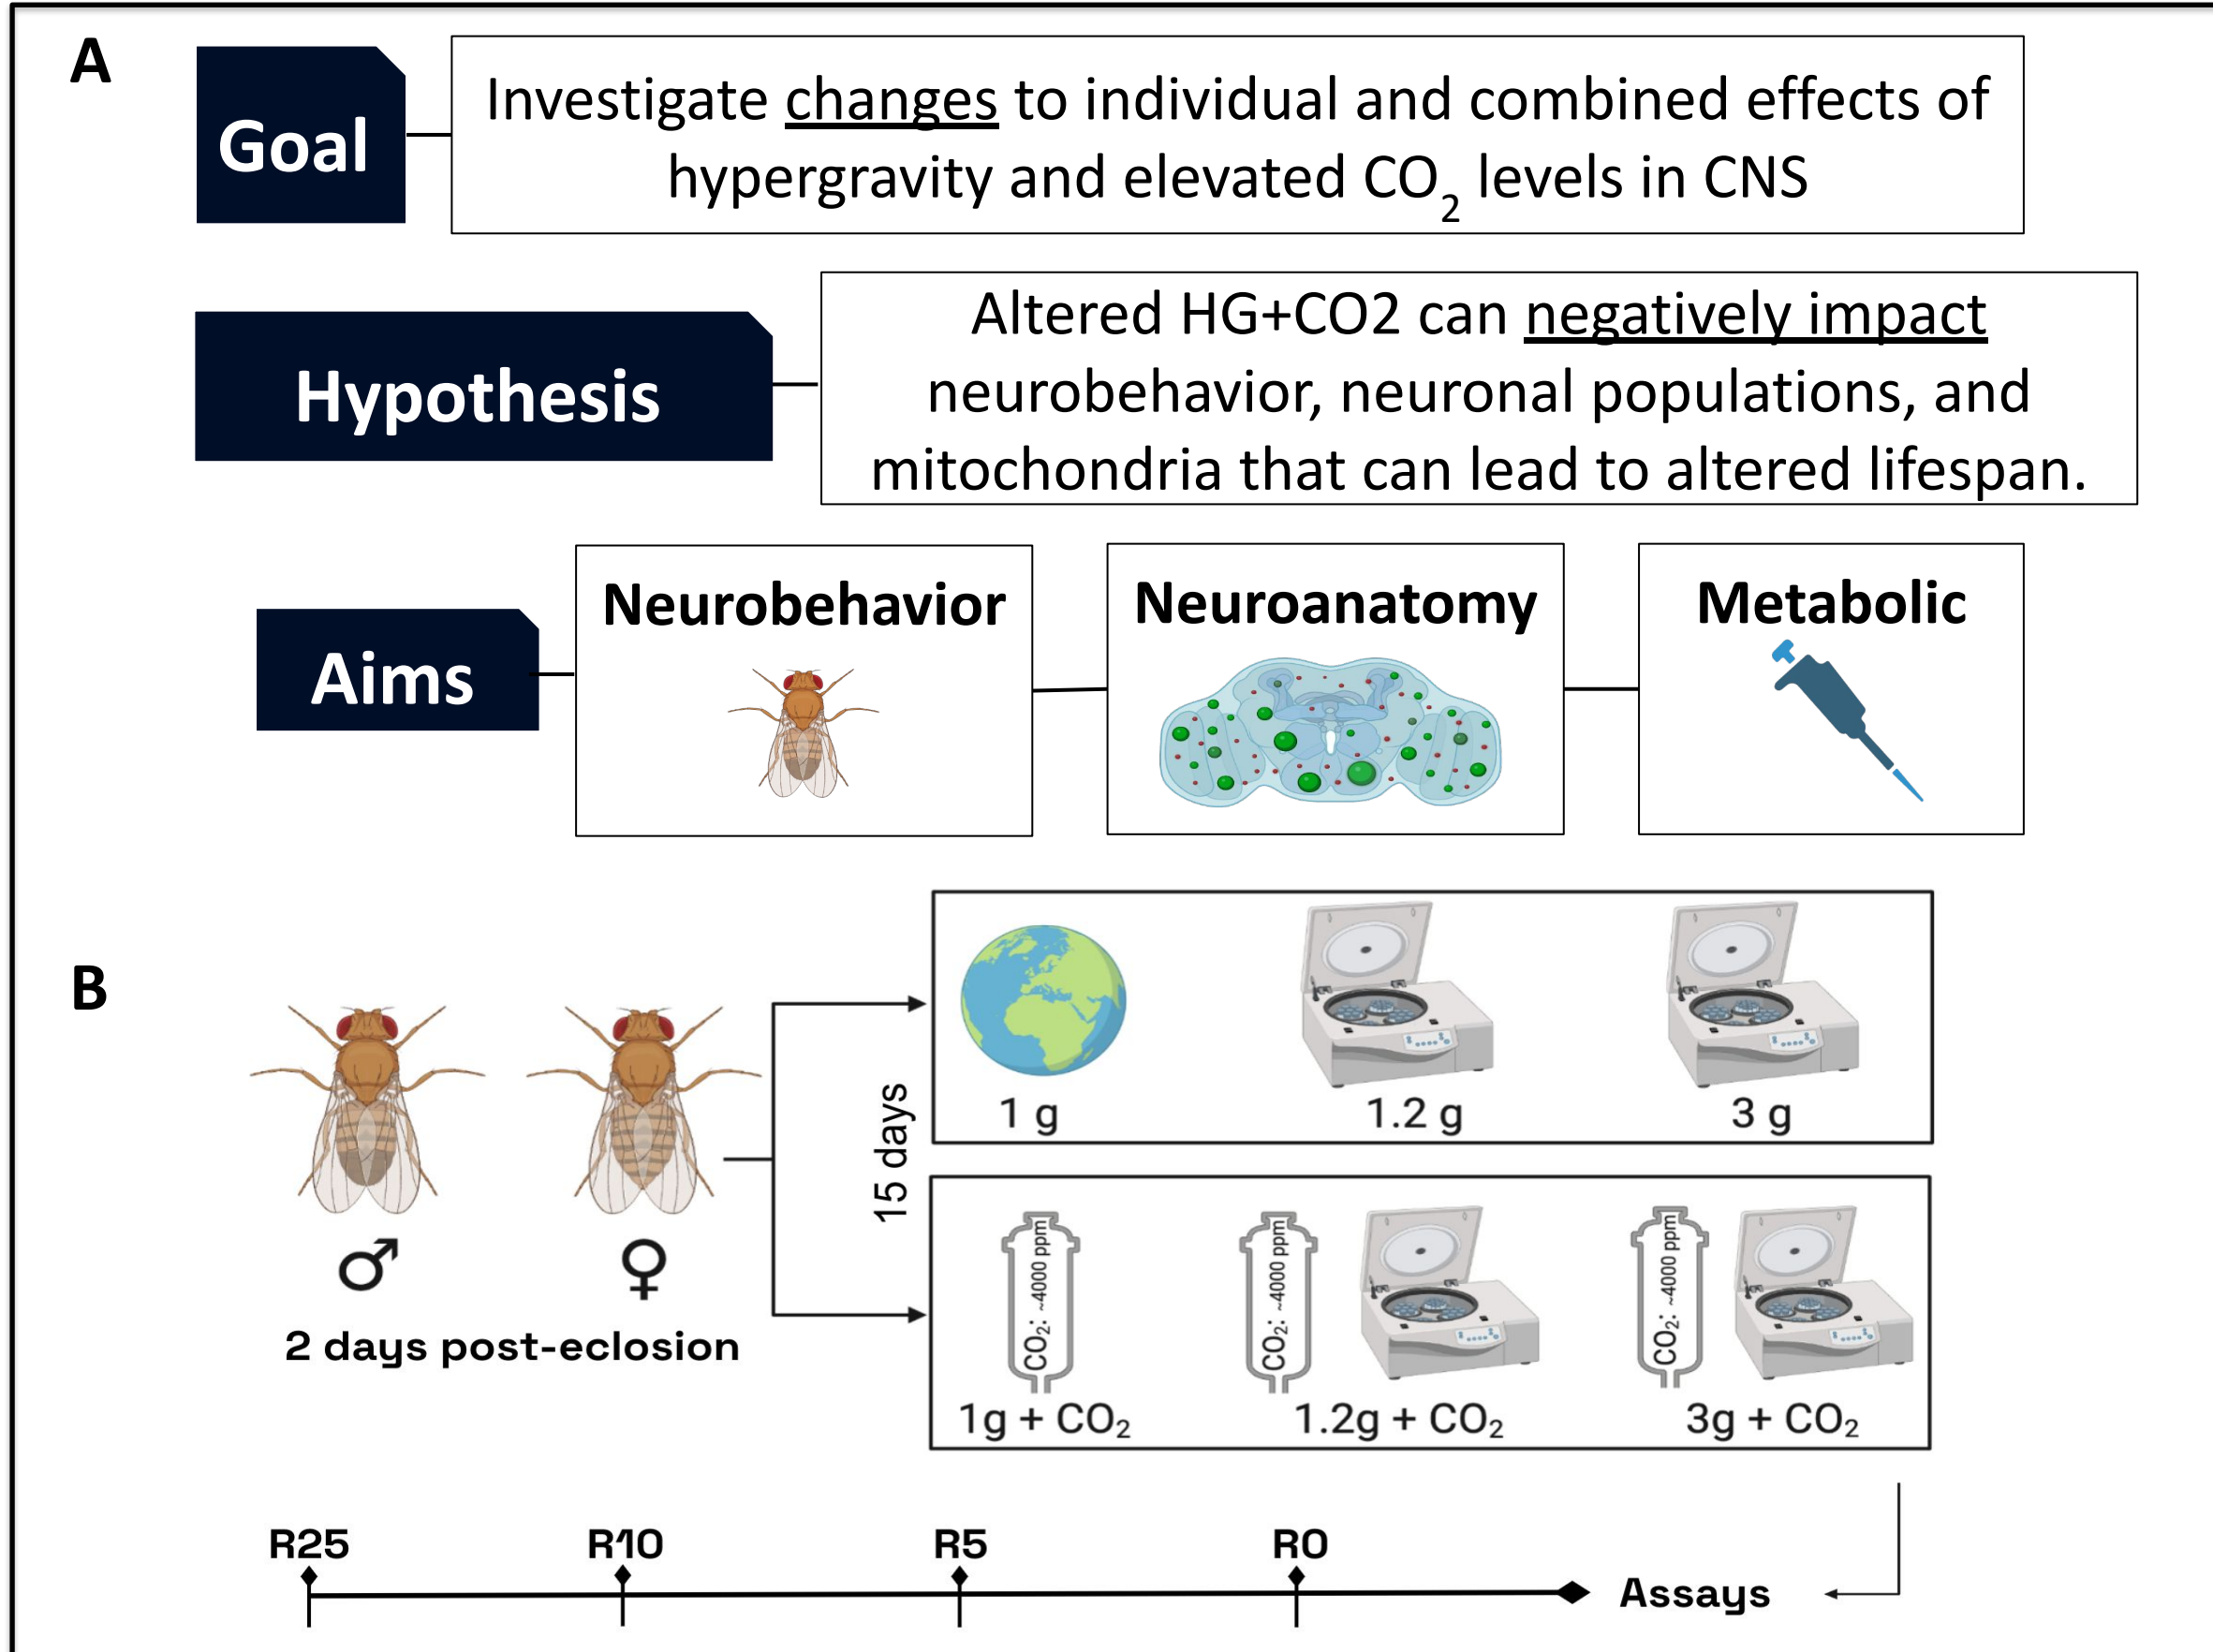 A
Goal
Investigate changes to individual and combined effects of
hypergravity and elevated CO₂ levels in CNS
Hypothesis
Altered HG+CO2 can negatively impact
neurobehavior, neuronal populations, and
mitochondria that can lead to altered lifespan.
Aims
Neurobehavior
Neuroanatomy
Metabolic
B
♂
♀
2 days post-eclosion
15 days
1 g
1.2 g
3 g
CO₂: ~4000 ppm
CO₂: ~4000 ppm
CO₂: ~4000 ppm
1g + CO₂
1.2g + CO₂
3g + CO₂
R25
R10
R5
R0
Assays